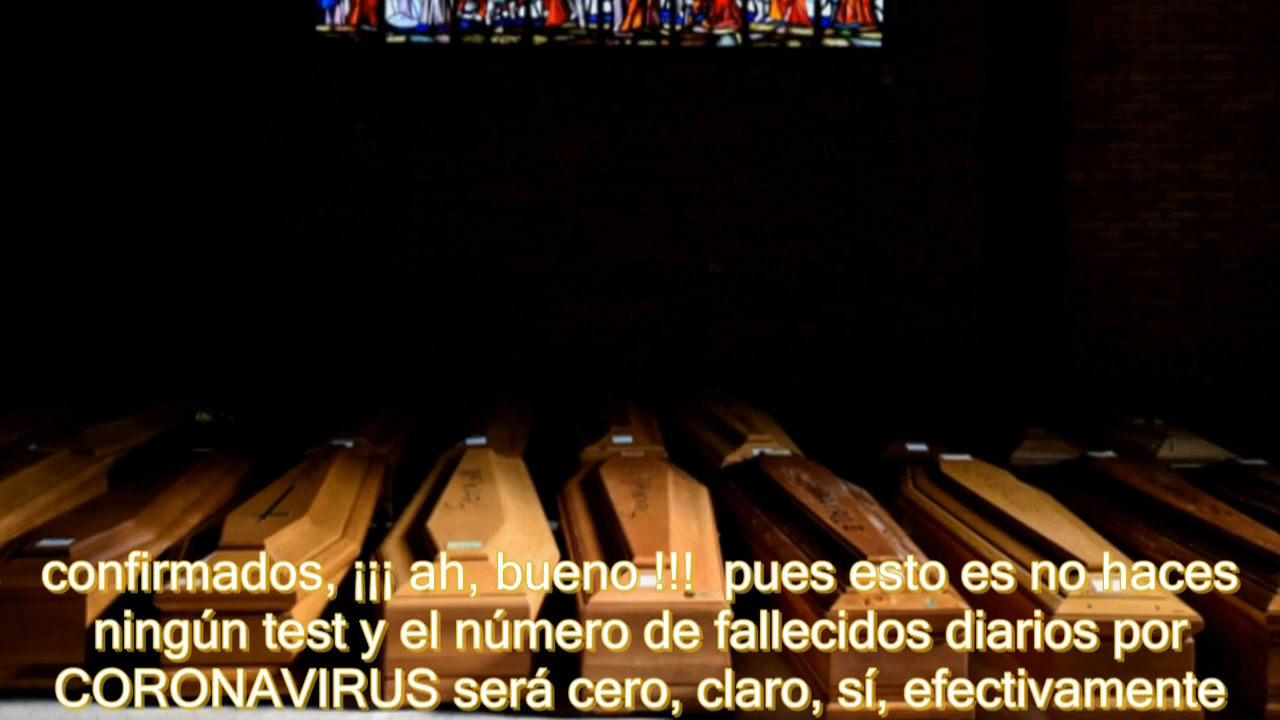 confirmados, ¡¡¡ ah, bueno !!! pues esto es no haces
ningún test y el número de fallecidos diarios por
CORONAVIRUS será cero, claro, sí, efectivamente